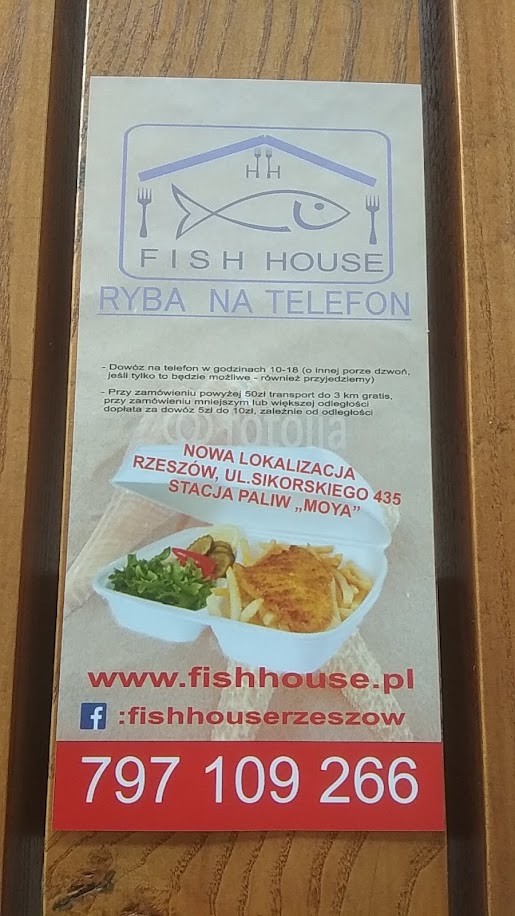 FISH HOUSE
RYBA NA TELEFON
- Dowóz na telefon w godzinach 10-18 (o innej porze dzwoń,
jeśli tylko to będzie możliwe - również przyjedziemy)
- Przy zamówieniu powyżej 50zł transport do 3 km gratis,
przy zamówieniu mniejszym lub większej odległości
dopłata za dowóz 5zł do 10zł, zależnie od odległości
fotolia
NOWA LOKALIZACJA
RZESZÓW, UL.SIKORSKIEGO 435
STACJA PALIW „MOYA”
www.fishhouse.pl
f :fishhouserzeszow
797 109 266